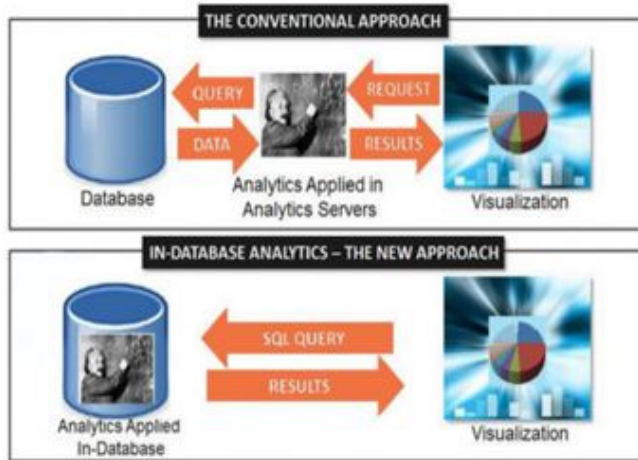 THE CONVENTIONAL APPROACH
QUERY
REQUEST
DATA
RESULTS
Database
Analytics Applied in
Analytics Servers
Visualization
IN-DATABASE ANALYTICS – THE NEW APPROACH
SQL QUERY
RESULTS
Analytics Applied
In-Database
Visualization